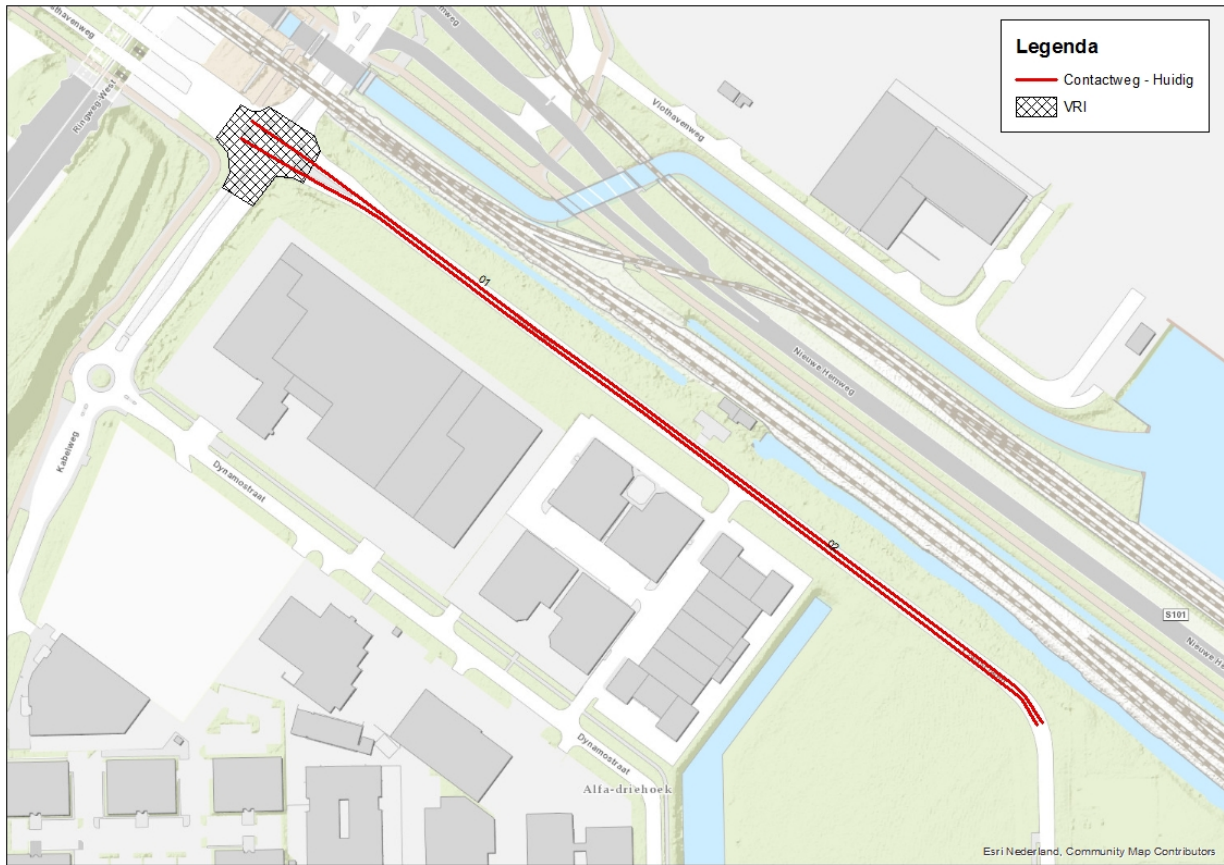 Vlothavenweg
Ringweg-West
Vlothavenweg
Legenda
Contactweg - Huidig
VRI
01
Nieuwe Hemweg
Kabelweg
Dynamostraat
02
S101
Dynamostraat
Alfa-driehoek
Esri Nederland, Community Map Contributors